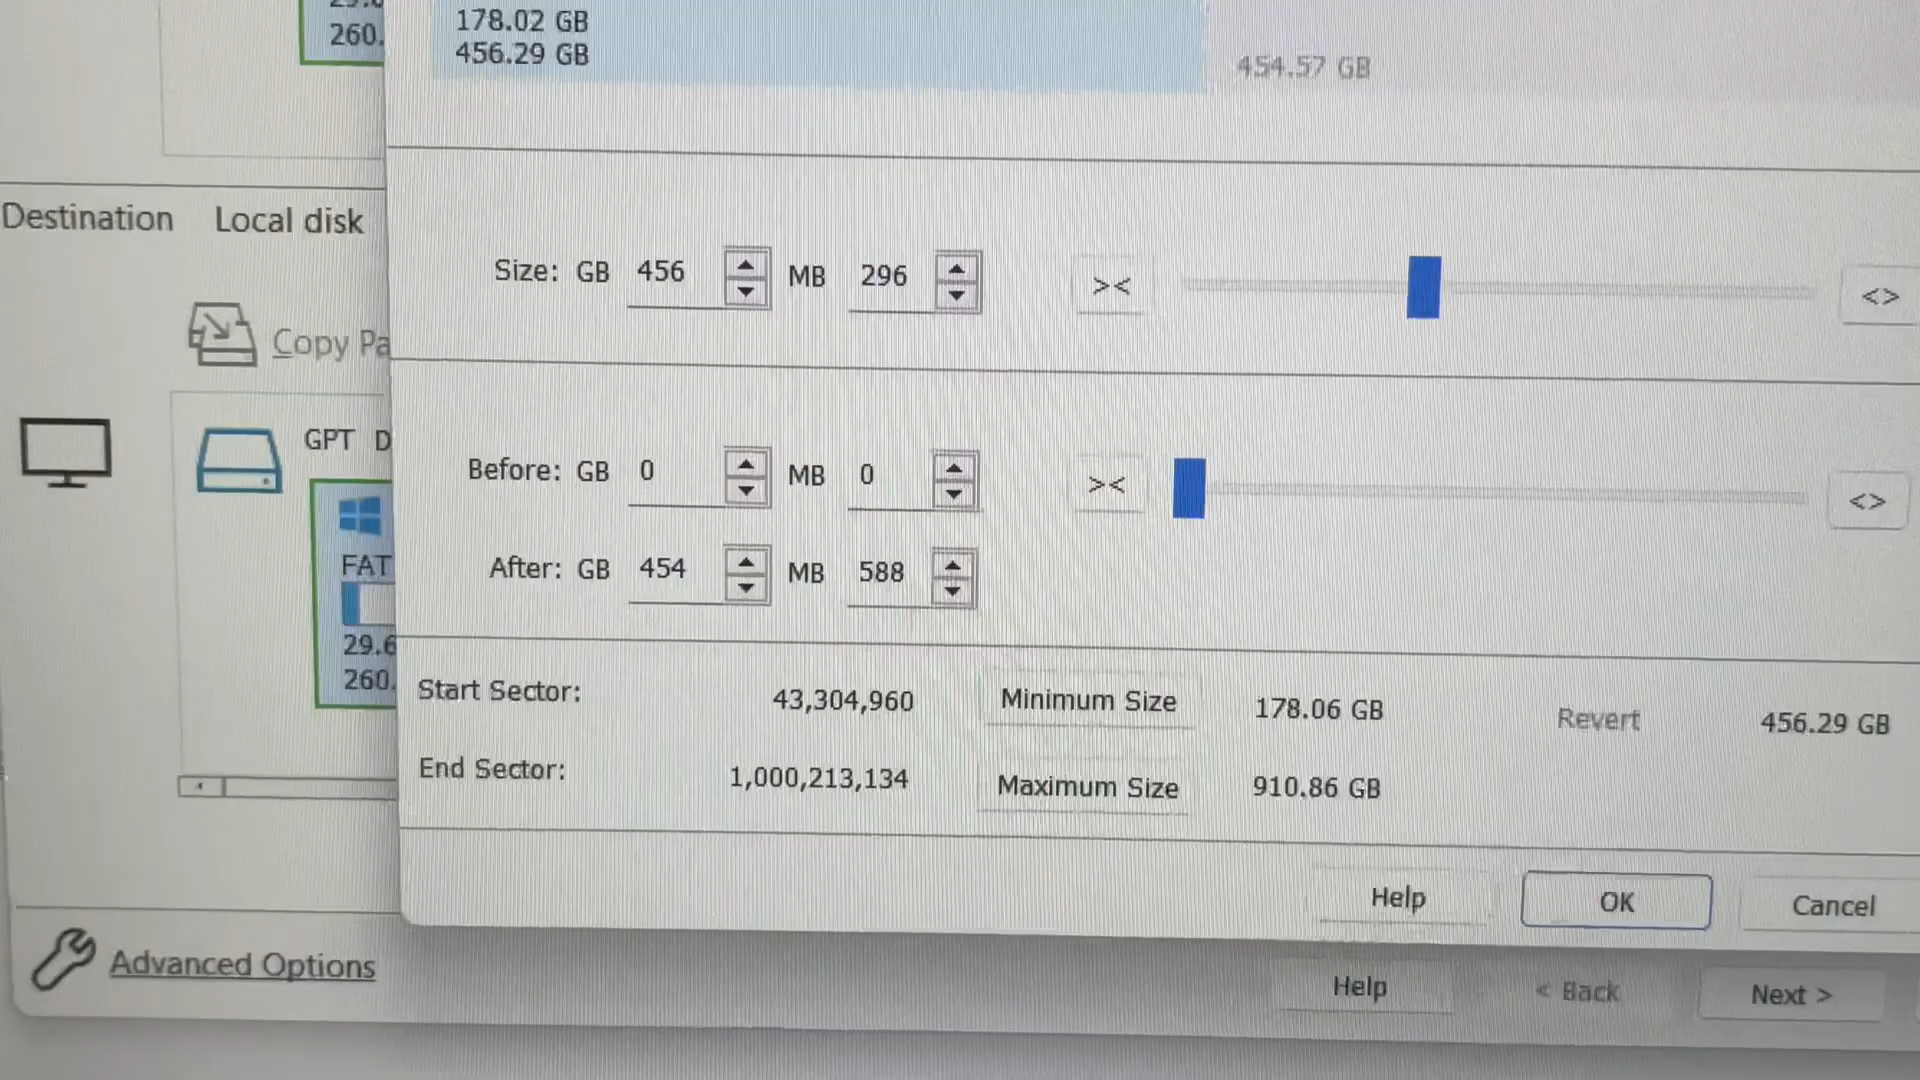 260.
178.02 GB
456.29 GB
454.57 GB
Destination Local disk
Size: GB 456 MB 296 >< <>
Copy Pa
GPT D
Before: GB 0 MB 0 >< <>
FAT
After: GB 454 MB 588
29.6
260.
Start Sector: 43,304,960 Minimum Size 178.06 GB Revert 456.29 GB
End Sector: 1,000,213,134 Maximum Size 910.86 GB
Help OK Cancel
Advanced Options
Help < Back Next >